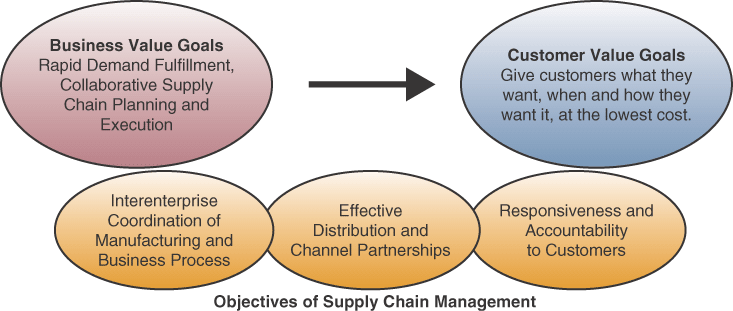 Business Value Goals
Rapid Demand Fulfillment,
Collaborative Supply
Chain Planning and
Execution
Customer Value Goals
Give customers what they
want, when and how they
want it, at the lowest cost.
Interenterprise
Coordination of
Manufacturing and
Business Process
Effective
Distribution and
Channel Partnerships
Responsiveness and
Accountability
to Customers
Objectives of Supply Chain Management